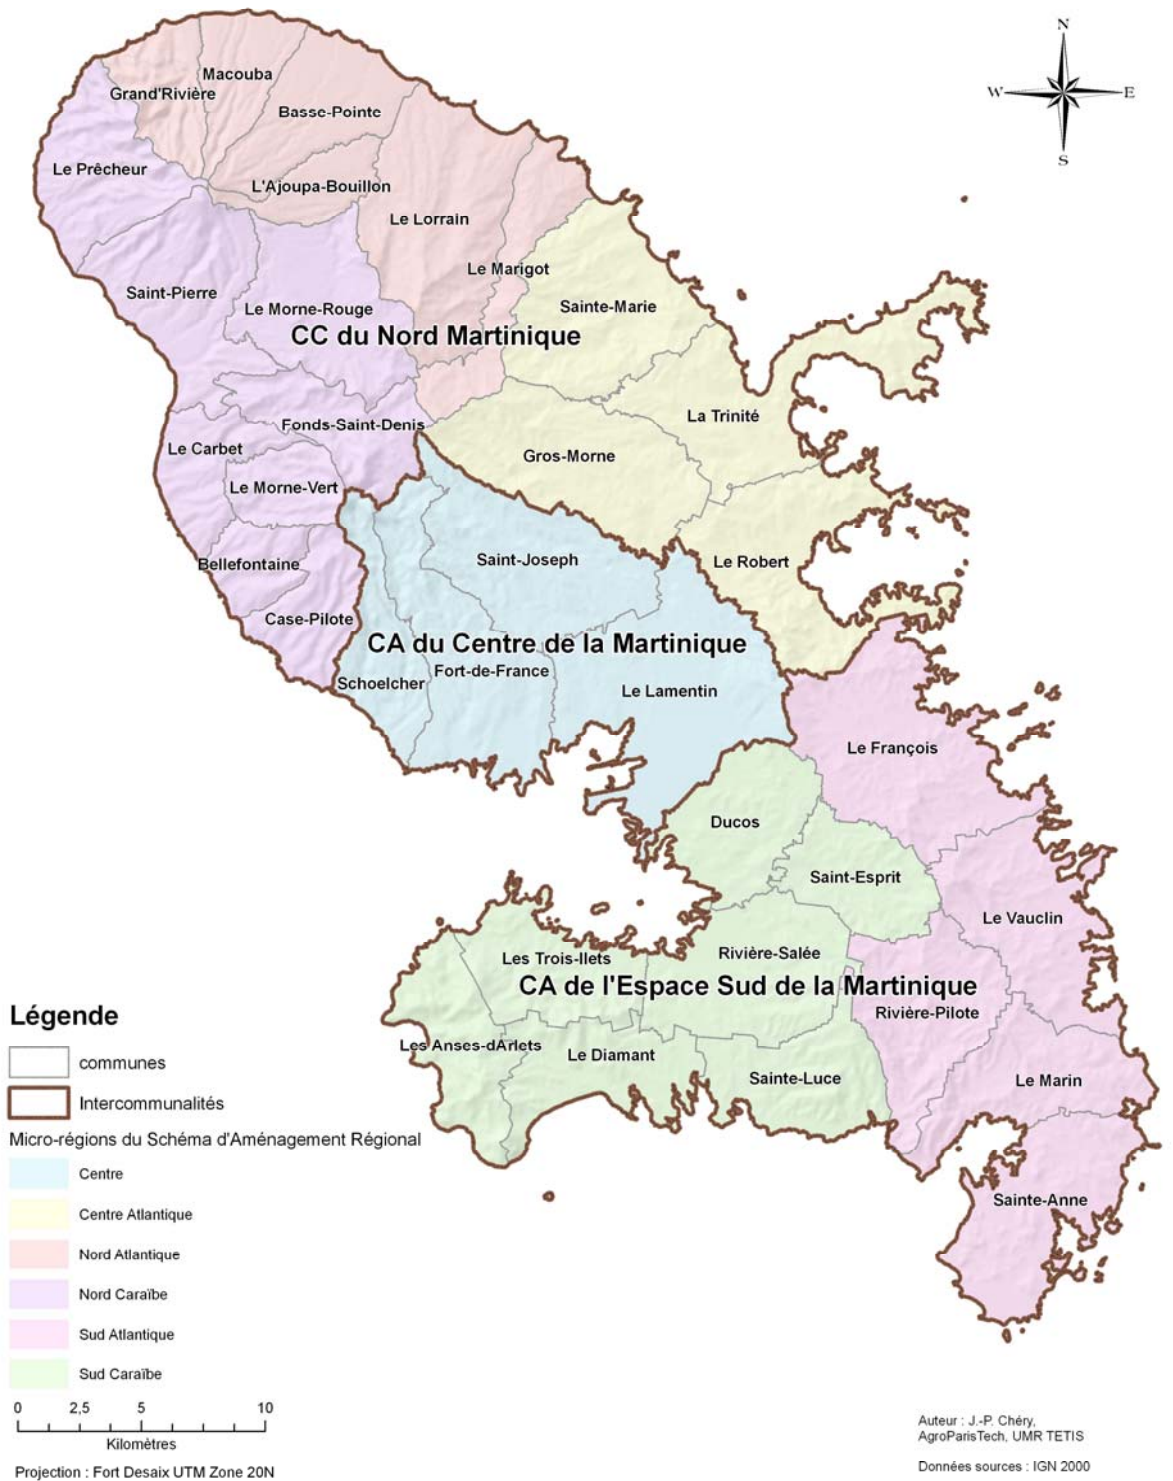 N
W
E
S
Macouba
Grand'Rivière
Basse-Pointe
Le Prêcheur
L'Ajoupa-Bouillon
Le Lorrain
Le Marigot
Saint-Pierre
Le Morne-Rouge
Sainte-Marie
CC du Nord Martinique
La Trinité
Fonds-Saint-Denis
Le Carbet
Gros-Morne
Le Morne-Vert
Bellefontaine
Saint-Joseph
Le Robert
Case-Pilote
CA du Centre de la Martinique
Schoelcher
Fort-de-France
Le Lamentin
Le François
Ducos
Saint-Esprit
Le Vauclin
Les Trois-Ilets
Rivière-Salée
CA de l'Espace Sud de la Martinique
Rivière-Pilote
Les Anses-dArlets
Le Diamant
Sainte-Luce
Le Marin
Sainte-Anne
Légende
communes
Intercommunalités
Micro-régions du Schéma d'Aménagement Régional
Centre
Centre Atlantique
Nord Atlantique
Nord Caraïbe
Sud Atlantique
Sud Caraïbe
0 2,5 5 10
Kilomètres
Projection : Fort Desaix UTM Zone 20N
Auteur : J.-P. Chéry,
AgroParisTech, UMR TETIS
Données sources : IGN 2000